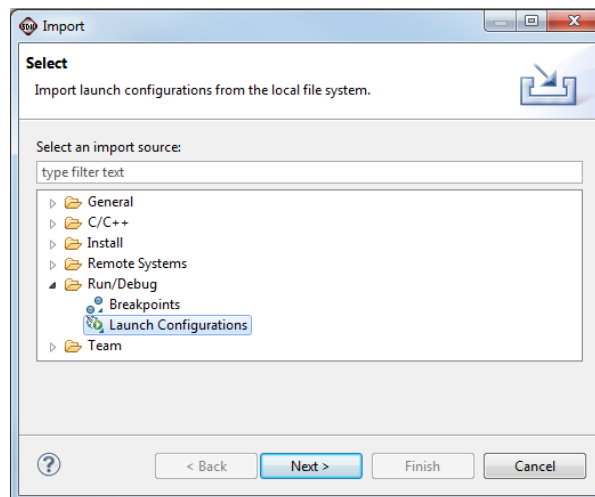 SDK Import
Select
Import launch configurations from the local file system.
Select an import source:
type filter text
General
C/C++
Install
Remote Systems
Run/Debug
Breakpoints
Launch Configurations
Team
?
< Back
Next >
Finish
Cancel